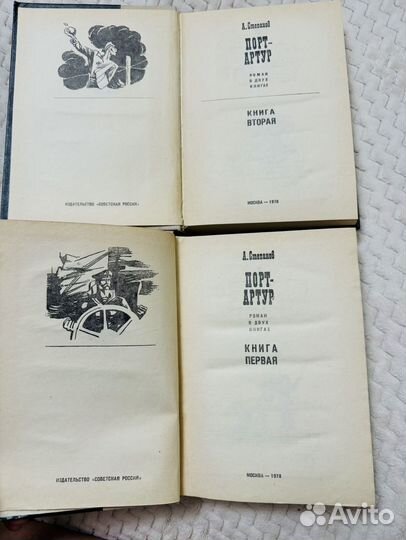 А. Степанов
ПОРТ-
АРТУР
РОМАН
В ДВУХ
КНИГАХ
КНИГА
ВТОРАЯ
ИЗДАТЕЛЬСТВО «СОВЕТСКАЯ РОССИЯ»
МОСКВА — 1978
А. Степанов
ПОРТ-
АРТУР
РОМАН
В ДВУХ
КНИГАХ
КНИГА
ПЕРВАЯ
ИЗДАТЕЛЬСТВО «СОВЕТСКАЯ РОССИЯ»
МОСКВА — 1978
Avito